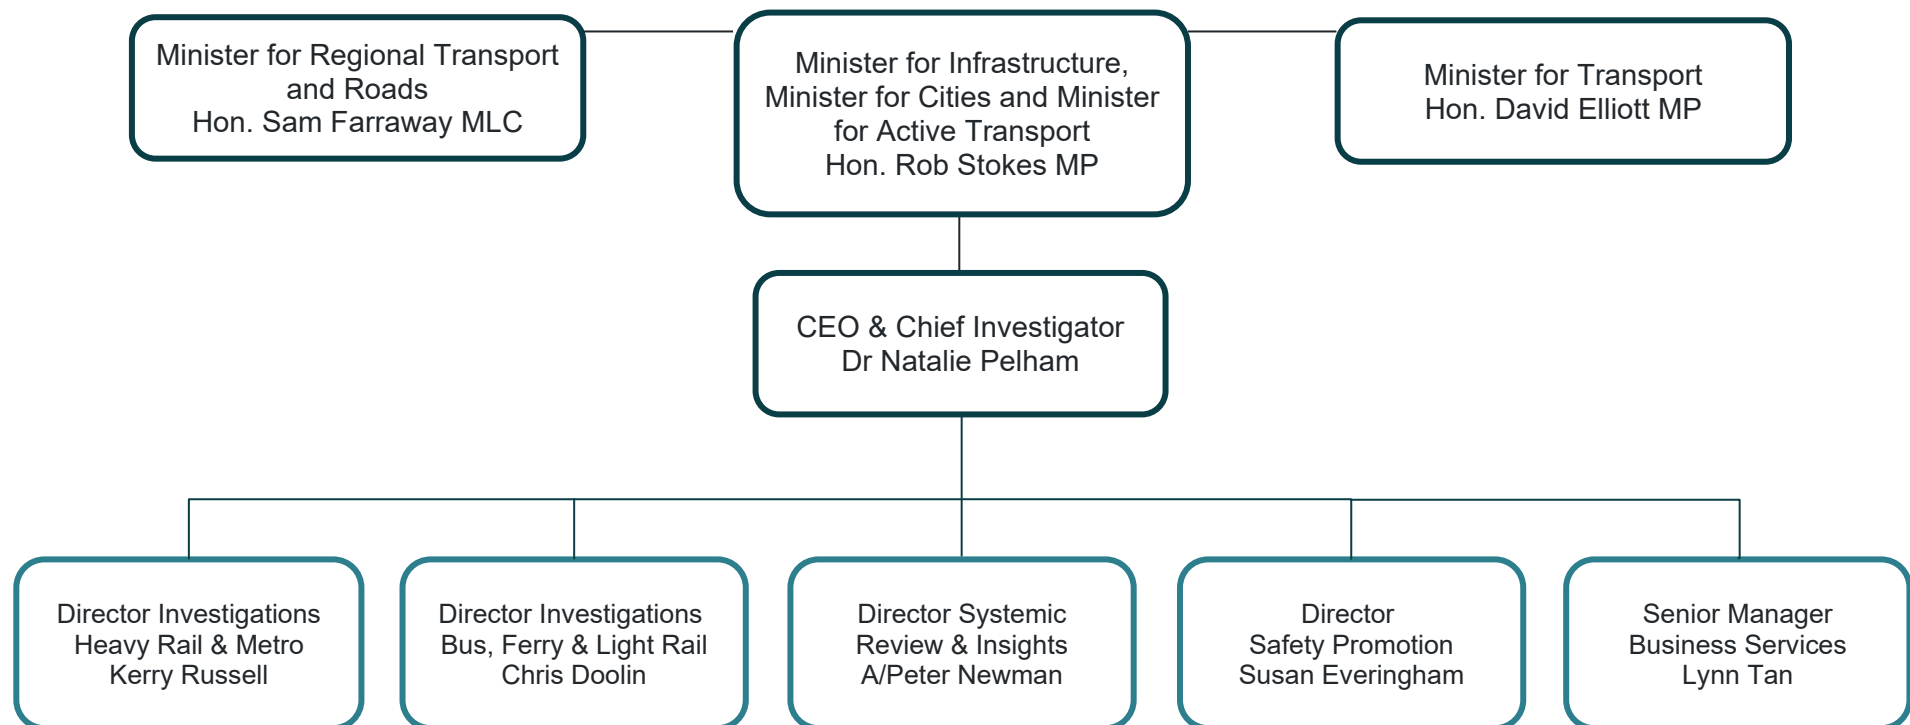 Minister for Regional Transport
and Roads
Hon. Sam Farraway MLC
Minister for Infrastructure,
Minister for Cities and Minister
for Active Transport
Hon. Rob Stokes MP
Minister for Transport
Hon. David Elliott MP
CEO & Chief Investigator
Dr Natalie Pelham
Director Investigations
Heavy Rail & Metro
Kerry Russell
Director Investigations
Bus, Ferry & Light Rail
Chris Doolin
Director Systemic
Review & Insights
A/Peter Newman
Director
Safety Promotion
Susan Everingham
Senior Manager
Business Services
Lynn Tan